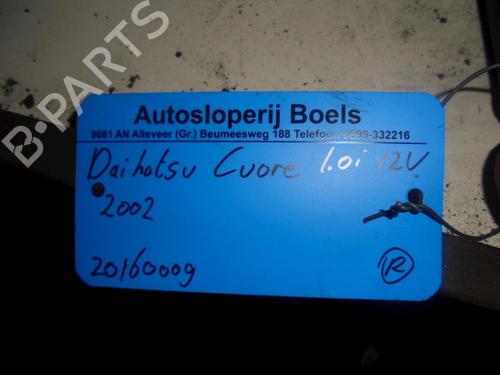 B-PARTS
Autosloperij Boels
9661 AN Alteveer (Gr.) Beumeesweg 188 Telefoon 0599-332216
Daihatsu Cuore 1.0i 12V
2002
20160009
R